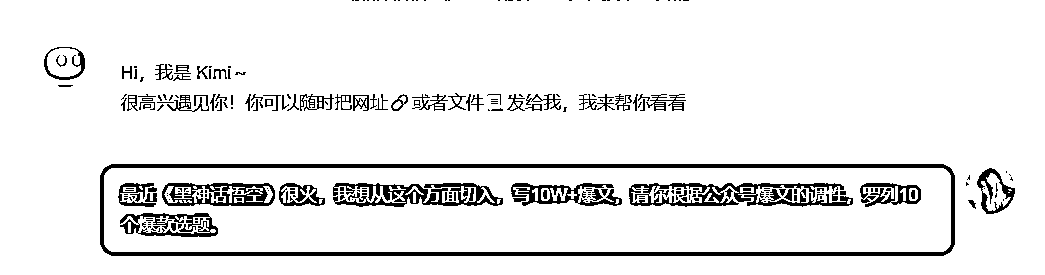 Hi，我是 Kimi～
很高兴遇见你！你可以随时把网址🔗或者文件📃发给我，我来帮你看看
最近《黑神话悟空》很火，我想从这个方面切入，写10W+爆文，请你根据公众号爆文的调性，罗列10
个爆款选题。